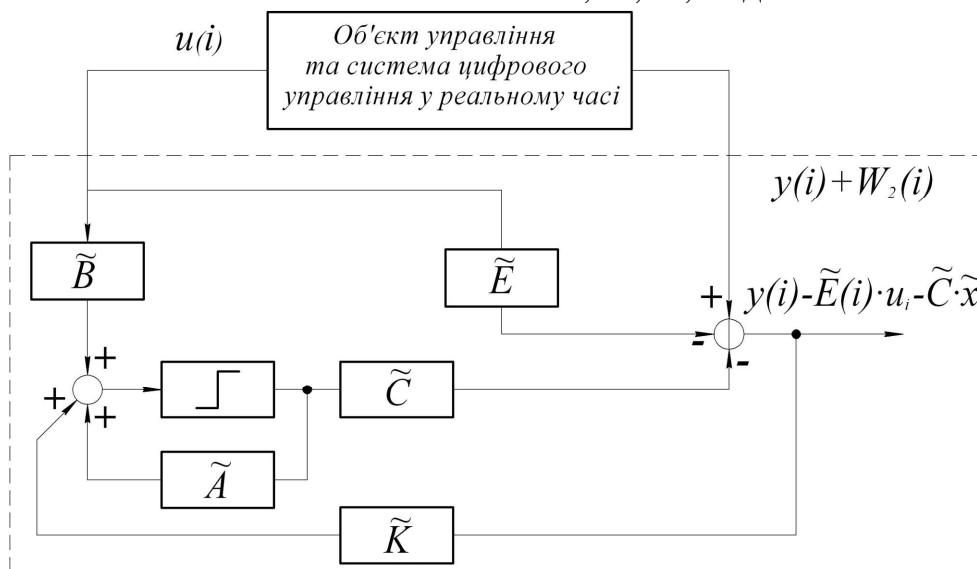 u(i)
Об'єкт управління
та система цифрового
управління у реальному часі
y(i)+W₂(i)
B̃
Ẽ
+
y(i)-Ẽ(i)·uᵢ-C̃·x̃
-
-
+
+
+
C̃
Ã
K̃